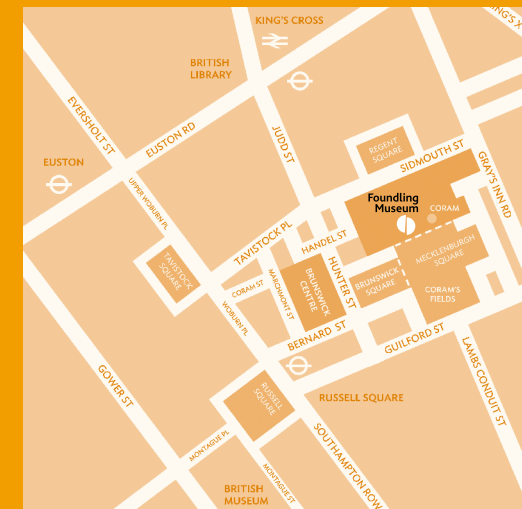 KING'S CROSS
BRITISH
LIBRARY
EVERSHOLT ST
EUSTON RD
JUDD ST
EUSTON
UPPER WOBURN PL
REGENT
SQUARE
SIDMOUTH ST
GRAY'S INN RD
Foundling
Museum
CORAM
TAVISTOCK PL
HANDEL ST
TAVISTOCK
SQUARE
MECKLENBURGH
SQUARE
HUNTER ST
BRUNSWICK
SQUARE
CORAM ST
MARCHMONT ST
BRUNSWICK
CENTRE
CORAM'S
FIELDS
WOBURN PL
BERNARD ST
GUILFORD ST
LAMBS CONDUIT ST
GOWER ST
RUSSELL
SQUARE
RUSSELL SQUARE
SOUTHAMPTON ROW
MONTAGUE PL
MONTAGUE ST
BRITISH
MUSEUM